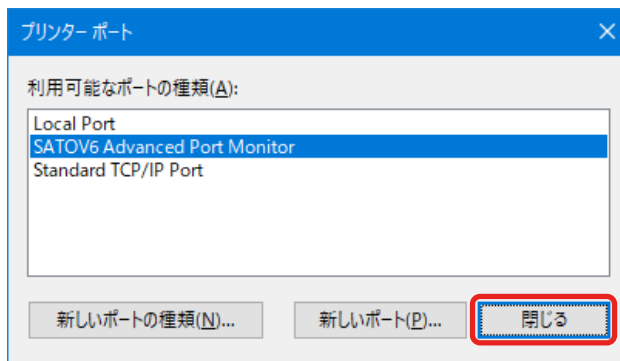 プリンター ポート
利用可能なポートの種類(A):
Local Port
SATOV6 Advanced Port Monitor
Standard TCP/IP Port
新しいポートの種類(N)... 新しいポート(P)... 閉じる